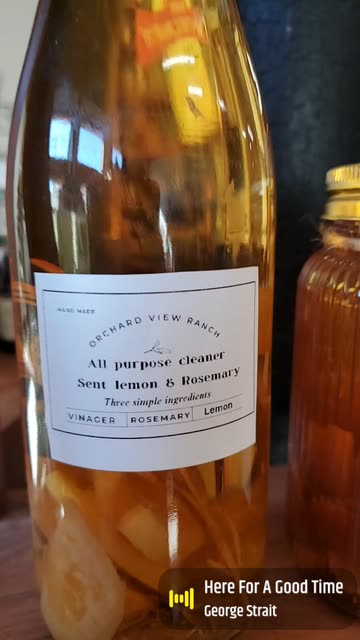 HAND MADE
ORCHARD VIEW RANCH
All purpose cleaner
Sent lemon & Rosemary
Three simple ingredients
VINAGER ROSEMARY Lemon
Here For A Good Time
George Strait